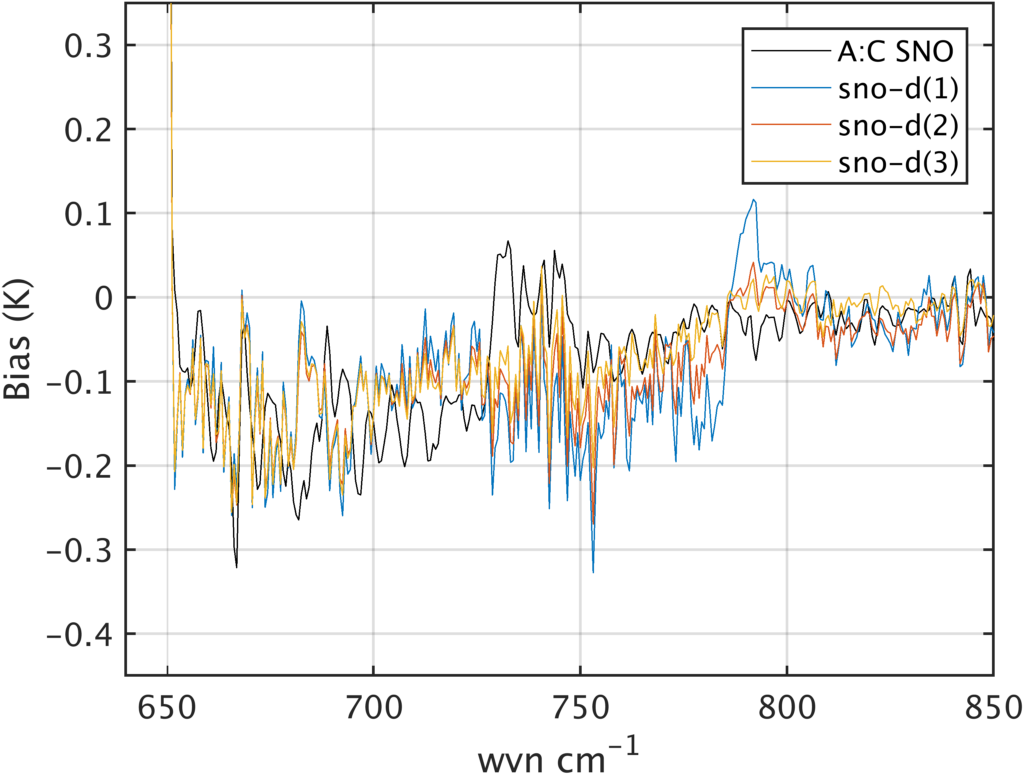 0.3
0.2
0.1
0
−0.1
−0.2
−0.3
−0.4
Bias (K)
A:C SNO
sno-d(1)
sno-d(2)
sno-d(3)
650 700 750 800 850
wvn cm⁻¹